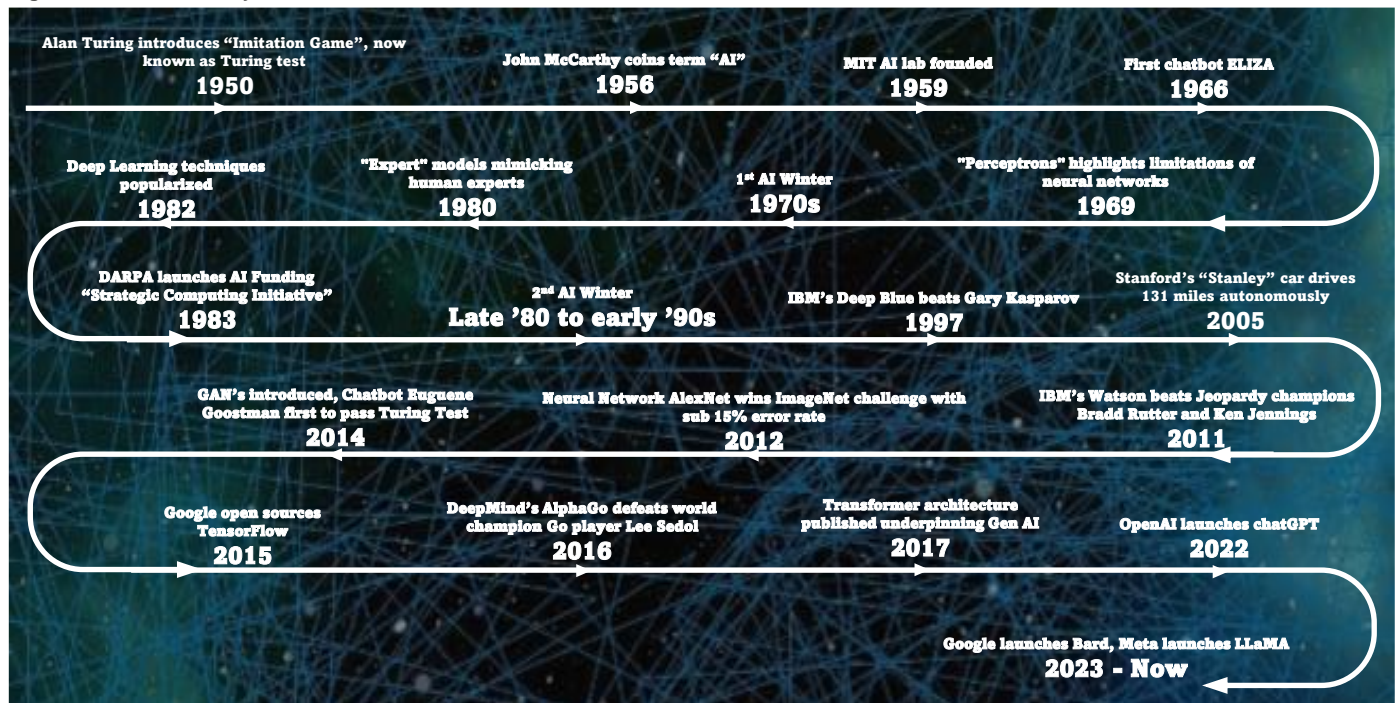 Alan Turing introduces “Imitation Game”, now
known as Turing test
1950
John McCarthy coins term “AI”
1956
MIT AI lab founded
1959
First chatbot ELIZA
1966
"Perceptrons" highlights limitations of
neural networks
1969
1st AI Winter
1970s
"Expert" models mimicking
human experts
1980
Deep Learning techniques
popularized
1982
DARPA launches AI Funding
“Strategic Computing Initiative”
1983
2nd AI Winter
Late ’80 to early ’90s
IBM’s Deep Blue beats Gary Kasparov
1997
Stanford’s “Stanley” car drives
131 miles autonomously
2005
IBM’s Watson beats Jeopardy champions
Bradd Rutter and Ken Jennings
2011
Neural Network AlexNet wins ImageNet challenge with
sub 15% error rate
2012
GAN’s introduced, Chatbot Euguene
Goostman first to pass Turing Test
2014
Google open sources
TensorFlow
2015
DeepMind’s AlphaGo defeats world
champion Go player Lee Sedol
2016
Transformer architecture
published underpinning Gen AI
2017
OpenAI launches chatGPT
2022
Google launches Bard, Meta launches LLaMA
2023 - Now